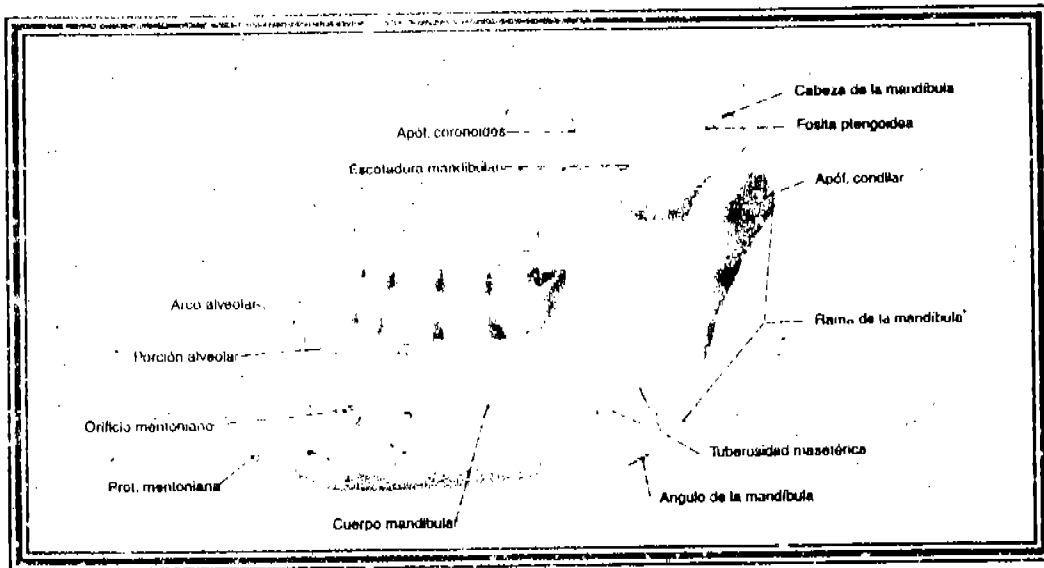 Cabeza de la mandíbula
Apóf. coronoides
Fosita pterigoidea
Escotadura mandibular
Apóf. condilar
Arco alveolar
Rama de la mandíbula
Porción alveolar
Orificio mentoniano
Tuberosidad masetérica
Prot. mentoniana
Angulo de la mandíbula
Cuerpo mandibular